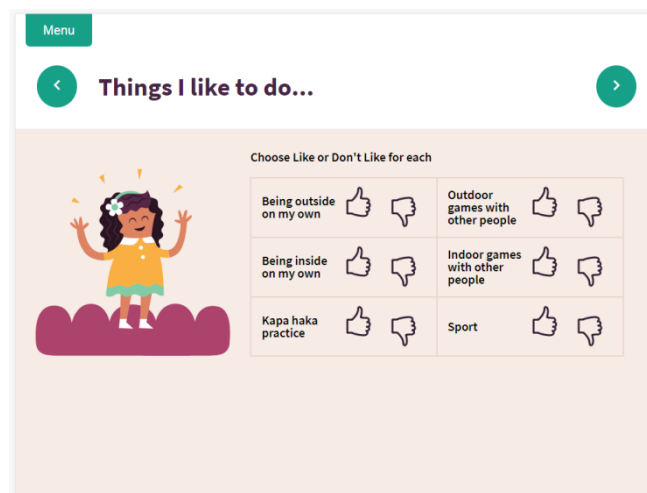 Menu
Things I like to do...
Choose Like or Don't Like for each
Being outside
on my own
Outdoor
games with
other people
Being inside
on my own
Indoor games
with other
people
Kapa haka
practice
Sport